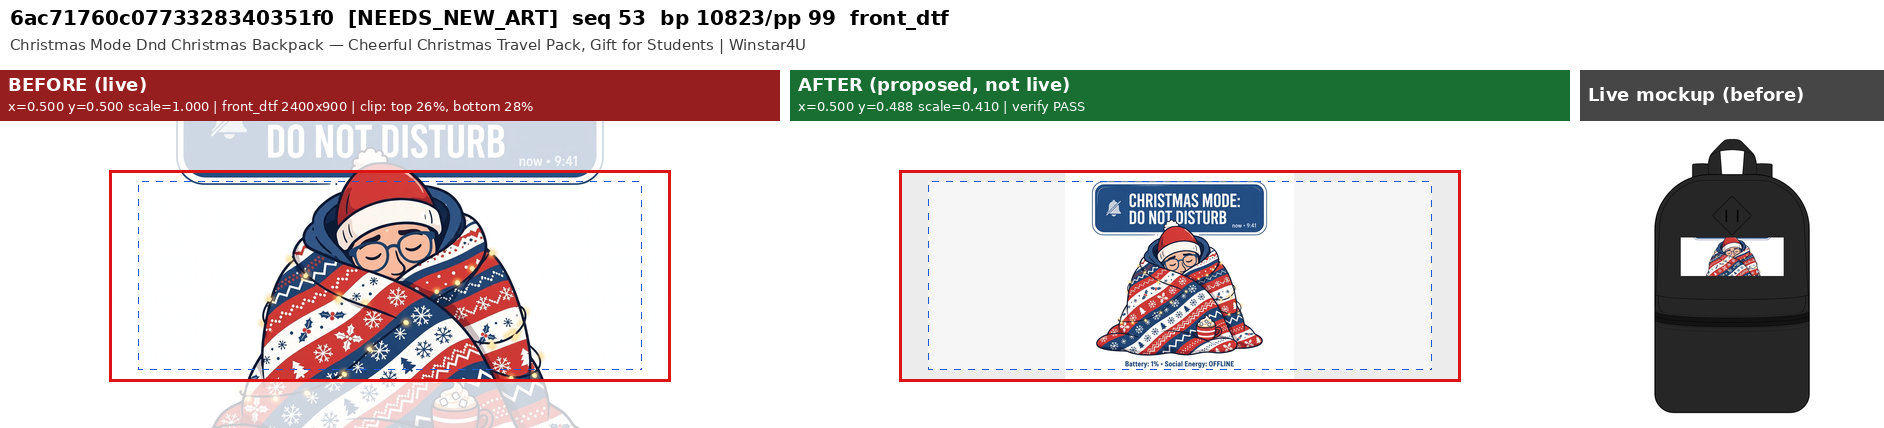 6ac71760c0773328340351f0 [NEEDS_NEW_ART] seq 53 bp 10823/pp 99 front_dtf
Christmas Mode Dnd Christmas Backpack — Cheerful Christmas Travel Pack, Gift for Students | Winstar4U
BEFORE (live)
x=0.500 y=0.500 scale=1.000 | front_dtf 2400x900 | clip: top 26%, bottom 28%
DO NOT DISTURB
now • 9:41
AFTER (proposed, not live)
x=0.500 y=0.488 scale=0.410 | verify PASS
CHRISTMAS MODE:
DO NOT DISTURB
now • 9:41
Battery: 1% • Social Energy: OFFLINE
Live mockup (before)